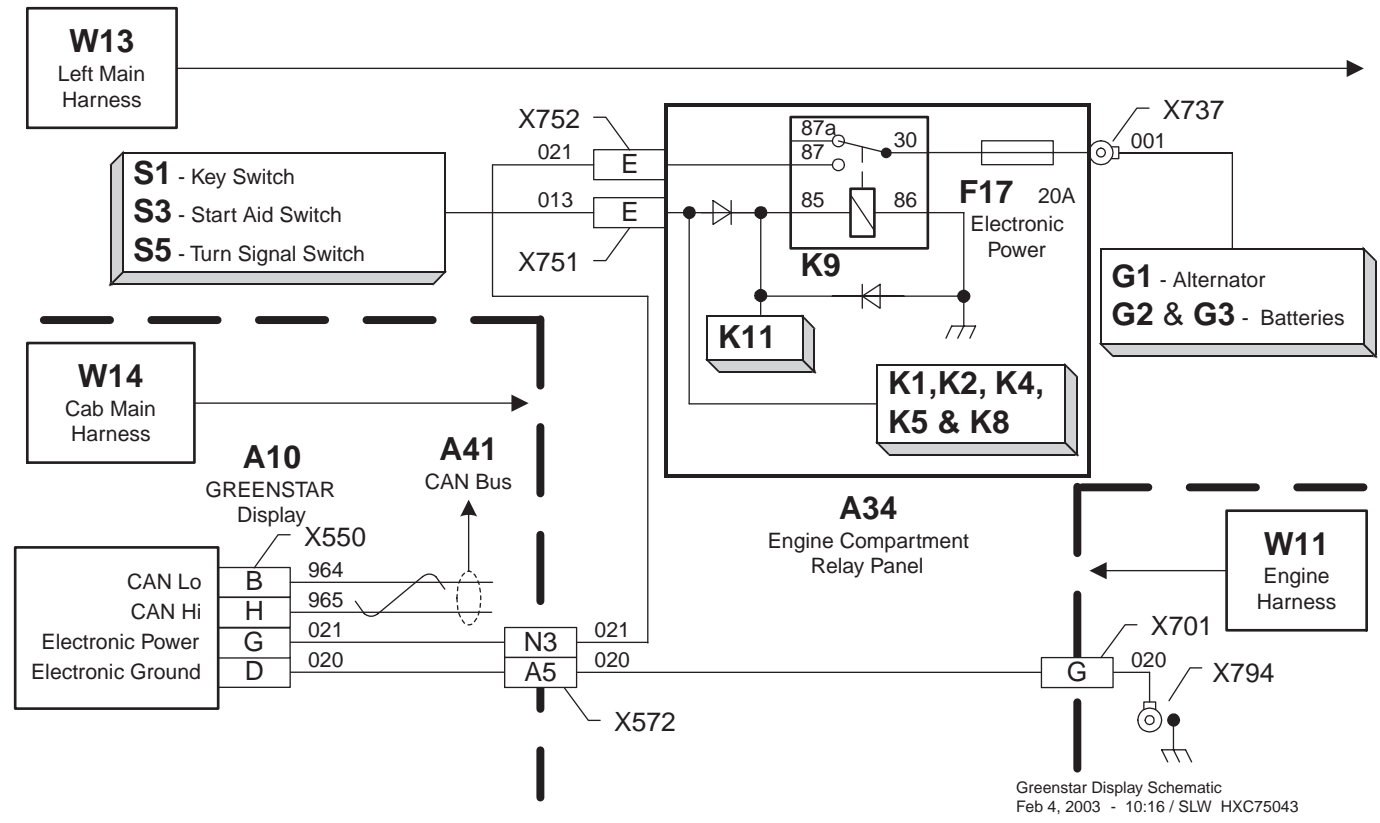 W13
Left Main
Harness
X752
021
E
X737
001
87a
87
30
S1 - Key Switch
S3 - Start Aid Switch
S5 - Turn Signal Switch
013
E
X751
85
86
K9
F17 20A
Electronic
Power
G1 - Alternator
G2 & G3 - Batteries
K11
K1,K2, K4,
K5 & K8
W14
Cab Main
Harness
A10
GREENSTAR
Display
A41
CAN Bus
X550
A34
Engine Compartment
Relay Panel
W11
Engine
Harness
CAN Lo B 964
CAN Hi H 965
Electronic Power G 021 N3 021
Electronic Ground D 020 A5 020
X572
X701
G 020
X794
Greenstar Display Schematic
Feb 4, 2003 - 10:16 / SLW HXC75043